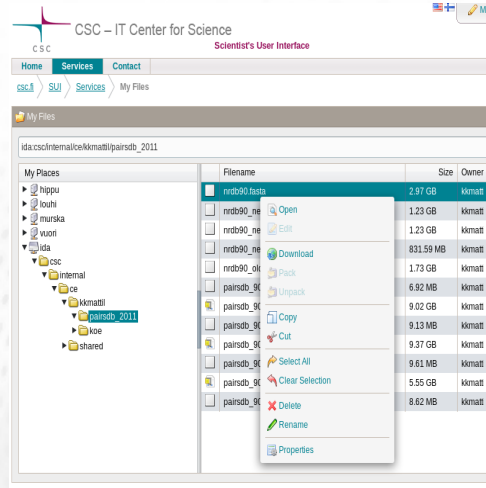 M
CSC – IT Center for Science
CSC
Scientist's User Interface
Home Services Contact
csc.fi SUI Services My Files
My Files
ida:csc/internal/ce/kkmattil/pairsdb_2011
My Places
hippu
louhi
murska
vuori
ida
csc
internal
ce
kkmattil
pairsdb_2011
koe
shared
Filename Size Owner
nrdb90.fasta 2.97 GB kkmatt
nrdb90_ne 1.23 GB kkmatt
nrdb90_ne 1.23 GB kkmatt
nrdb90_ne 831.59 MB kkmatt
nrdb90_old 1.73 GB kkmatt
pairsdb_90 6.92 MB kkmatt
pairsdb_90 9.02 GB kkmatt
pairsdb_90 9.13 MB kkmatt
pairsdb_90 9.37 GB kkmatt
pairsdb_90 9.61 MB kkmatt
pairsdb_90 5.55 GB kkmatt
pairsdb_90 8.62 MB kkmatt
Open
Edit
Download
Pack
Unpack
Copy
Cut
Select All
Clear Selection
Delete
Rename
Properties